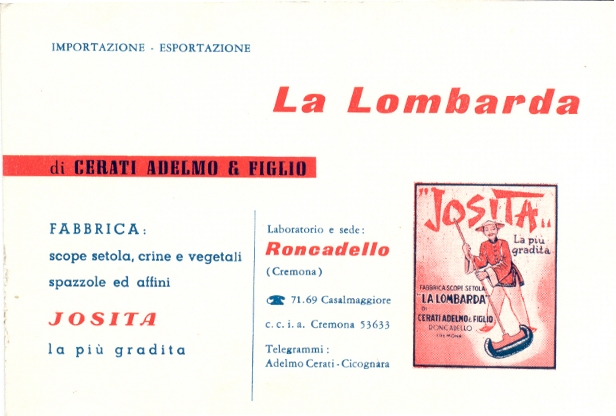 IMPORTAZIONE - ESPORTAZIONE
La Lombarda
di CERATI ADELMO & FIGLIO
FABBRICA:
scope setola, crine e vegetali
spazzole ed affini
JOSITA
la più gradita
Laboratorio e sede:
Roncadello
(Cremona)
☎ 71.69 Casalmaggiore
c. c. i. a. Cremona 53633
Telegrammi:
Adelmo Cerati - Cicognara
"JOSITA"
La più
gradita
FABBRICA SCOPE SETOLA
"LA LOMBARDA"
DI
CERATI ADELMO & FIGLIO
RONCADELLO